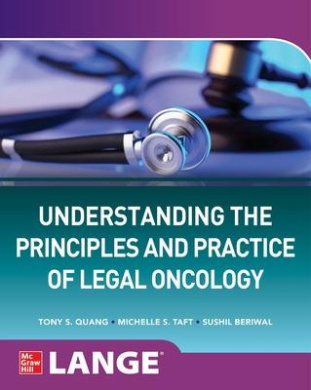 UNDERSTANDING THE
PRINCIPLES AND PRACTICE
OF LEGAL ONCOLOGY
TONY S. QUANG • MICHELLE S. TAFT • SUSHIL BERIWAL
Mc
Graw
Hill
LANGE®